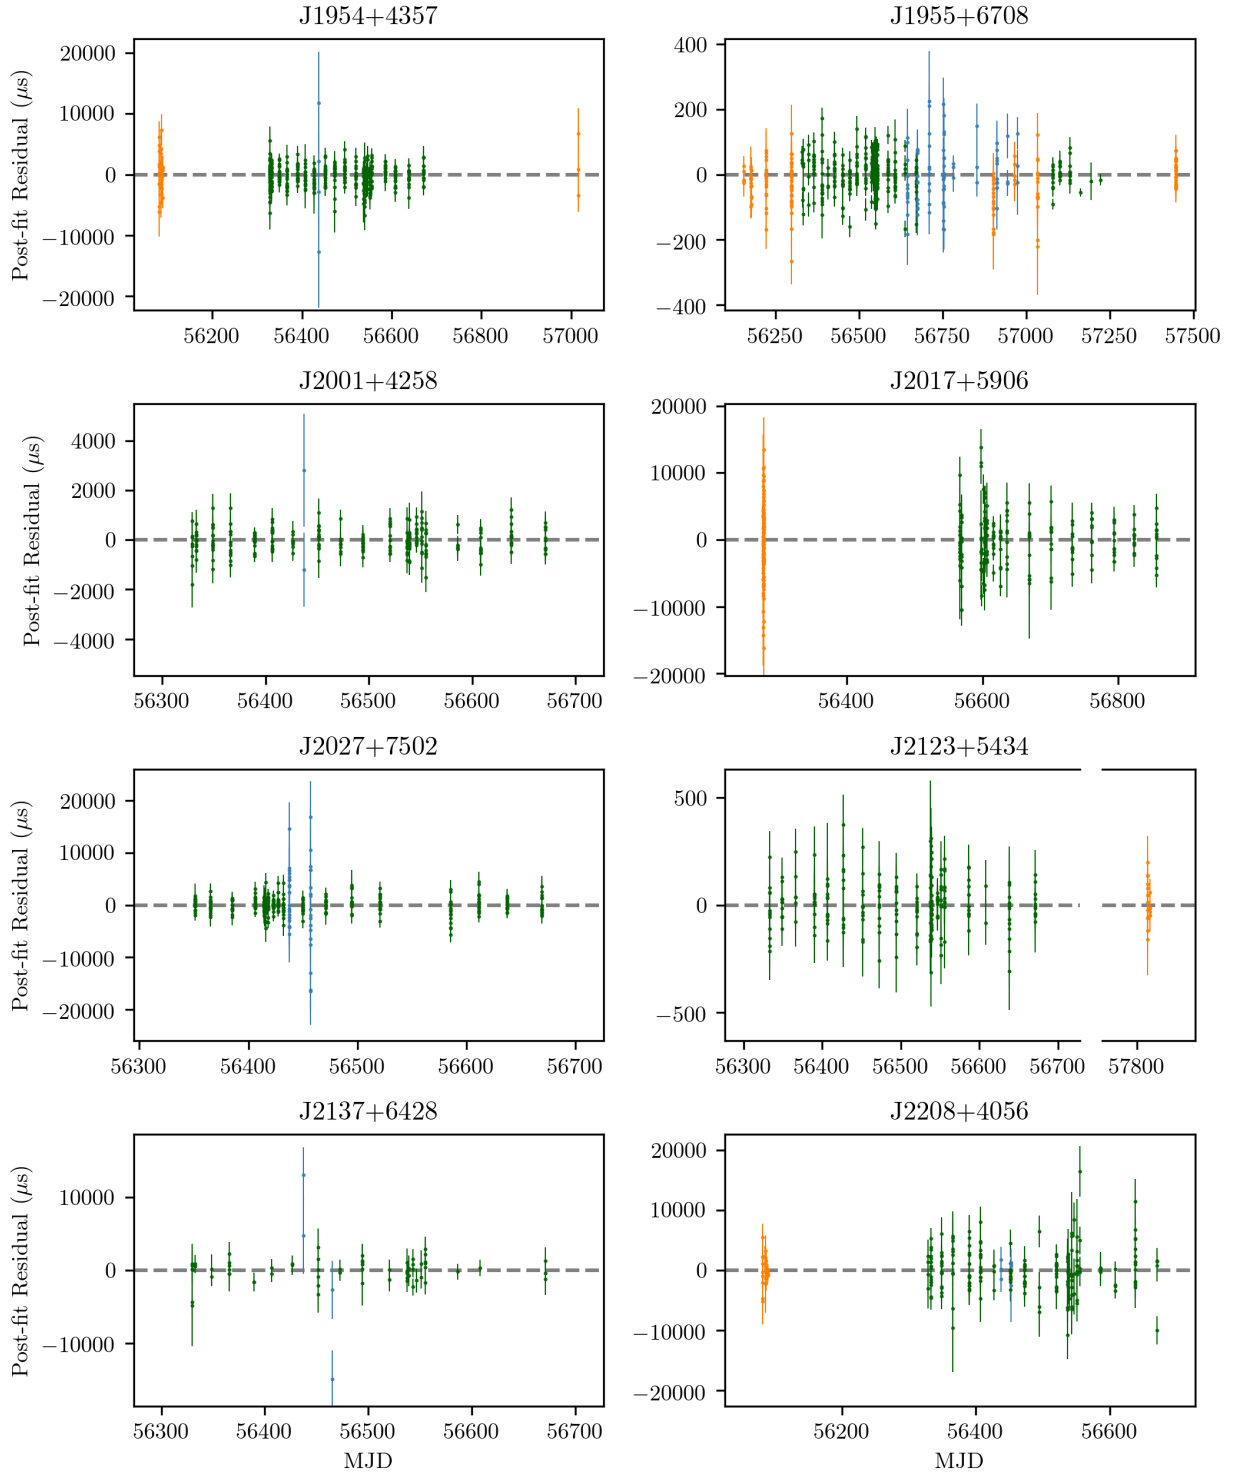 J1954+4357 J1955+6708
Post-fit Residual (μs)
20000
10000
0
−10000
−20000
400
200
0
−200
−400
56200 56400 56600 56800 57000
56250 56500 56750 57000 57250 57500
J2001+4258 J2017+5906
Post-fit Residual (μs)
4000
2000
0
−2000
−4000
20000
10000
0
−10000
−20000
56300 56400 56500 56600 56700
56400 56600 56800
J2027+7502 J2123+5434
Post-fit Residual (μs)
20000
10000
0
−10000
−20000
500
0
−500
56300 56400 56500 56600 56700
56300 56400 56500 56600 56700 57800
J2137+6428 J2208+4056
Post-fit Residual (μs)
10000
0
−10000
20000
10000
0
−10000
−20000
56300 56400 56500 56600 56700
56200 56400 56600
MJD MJD